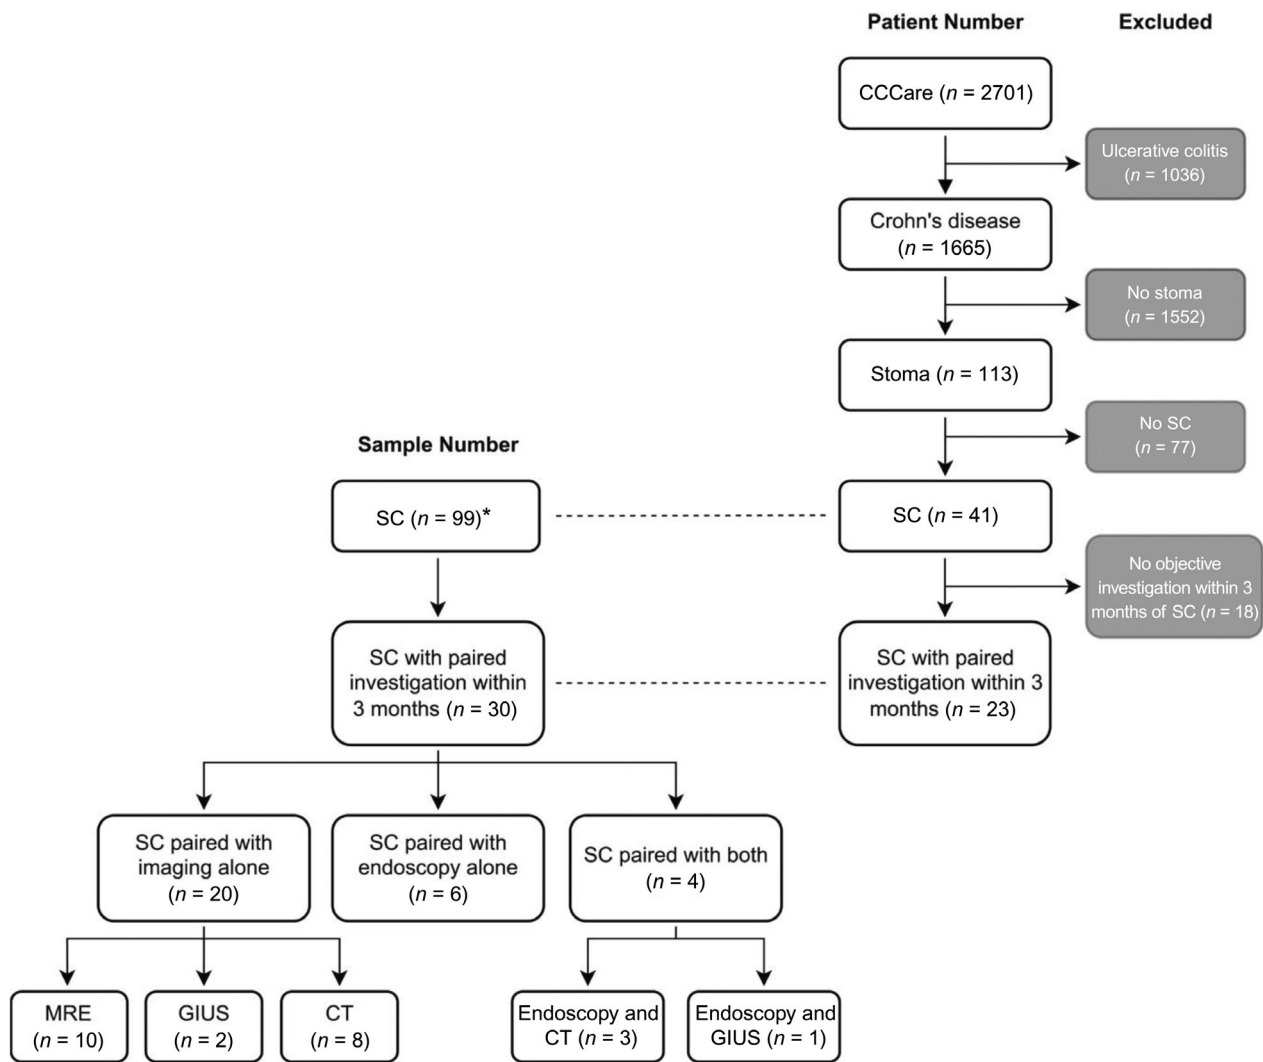 Patient Number
Excluded
CCCare (n = 2701)
Ulcerative colitis
(n = 1036)
Crohn's disease
(n = 1665)
No stoma
(n = 1552)
Stoma (n = 113)
No SC
(n = 77)
Sample Number
SC (n = 99)*
SC (n = 41)
No objective
investigation within 3
months of SC (n = 18)
SC with paired
investigation within
3 months (n = 30)
SC with paired
investigation within 3
months (n = 23)
SC paired with
imaging alone
(n = 20)
SC paired with
endoscopy alone
(n = 6)
SC paired with both
(n = 4)
MRE
(n = 10)
GIUS
(n = 2)
CT
(n = 8)
Endoscopy and
CT (n = 3)
Endoscopy and
GIUS (n = 1)